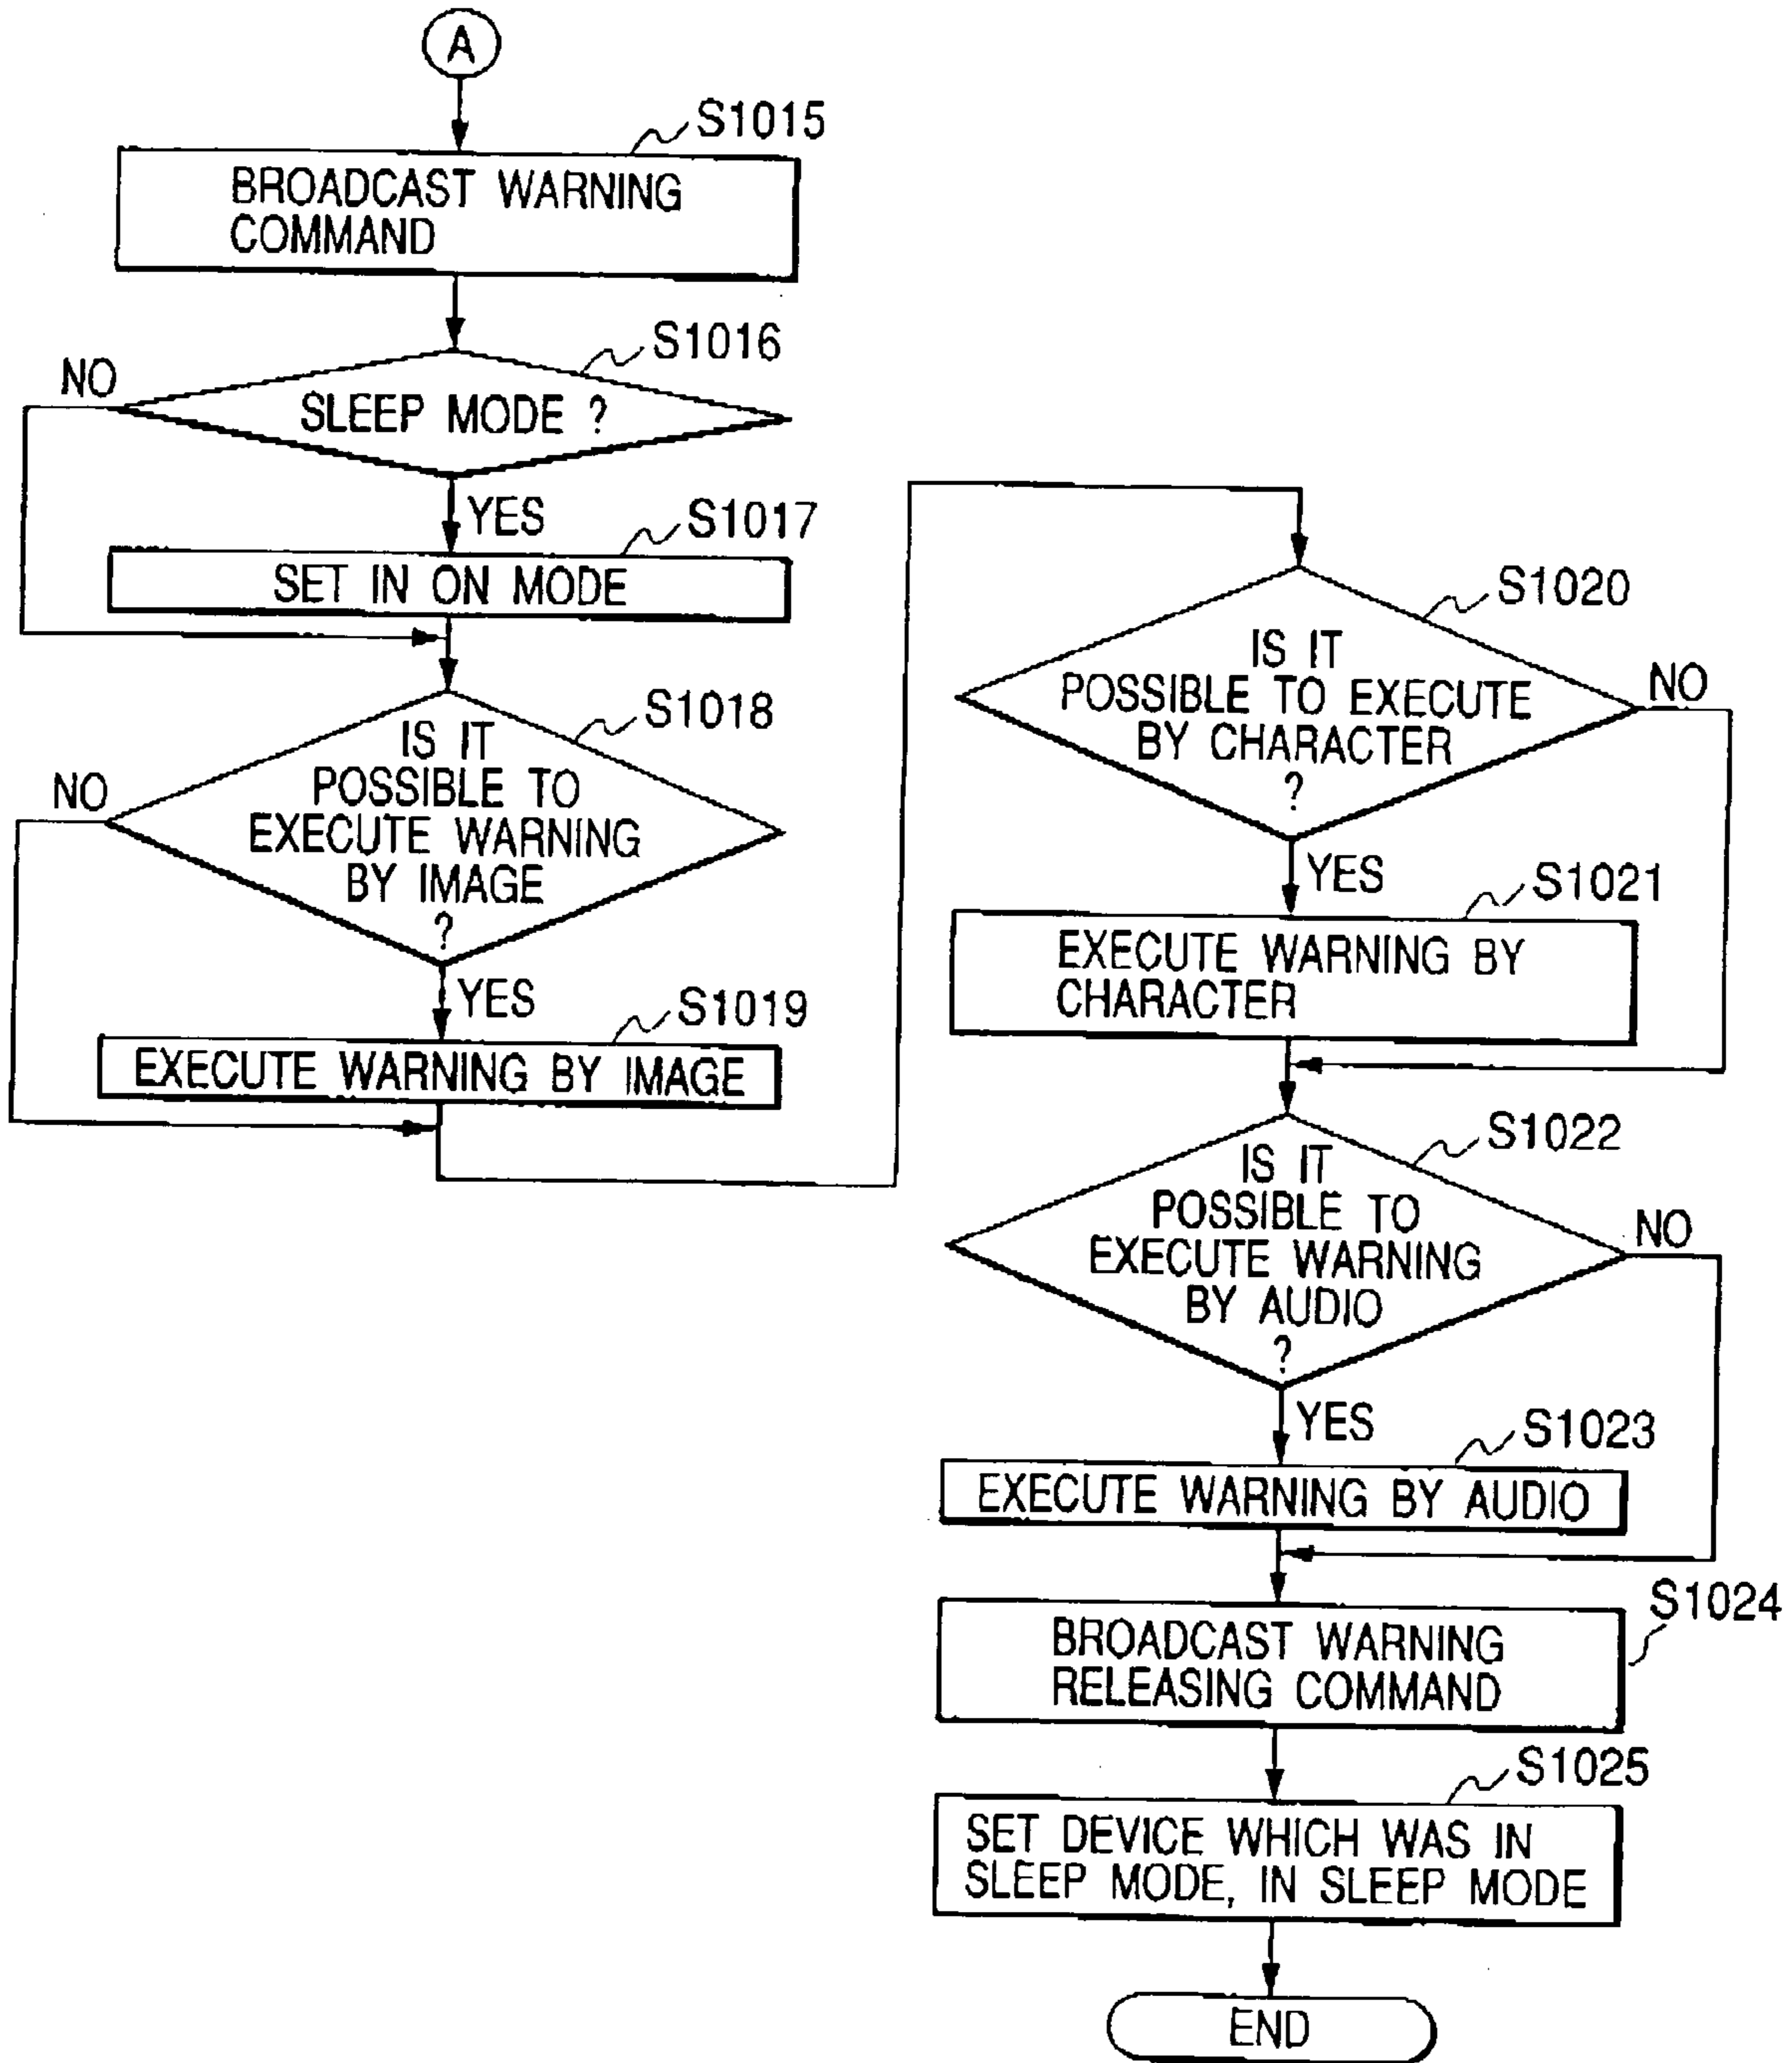 A
S1015
BROADCAST WARNING
COMMAND
S1016
NO
SLEEP MODE ?
YES
S1017
SET IN ON MODE
S1018
IS IT
POSSIBLE TO
EXECUTE WARNING
BY IMAGE
?
NO
YES
S1019
EXECUTE WARNING BY IMAGE
S1020
IS IT
POSSIBLE TO EXECUTE
BY CHARACTER
?
NO
YES
S1021
EXECUTE WARNING BY
CHARACTER
S1022
IS IT
POSSIBLE TO
EXECUTE WARNING
BY AUDIO
?
NO
YES
S1023
EXECUTE WARNING BY AUDIO
S1024
BROADCAST WARNING
RELEASING COMMAND
S1025
SET DEVICE WHICH WAS IN
SLEEP MODE, IN SLEEP MODE
END